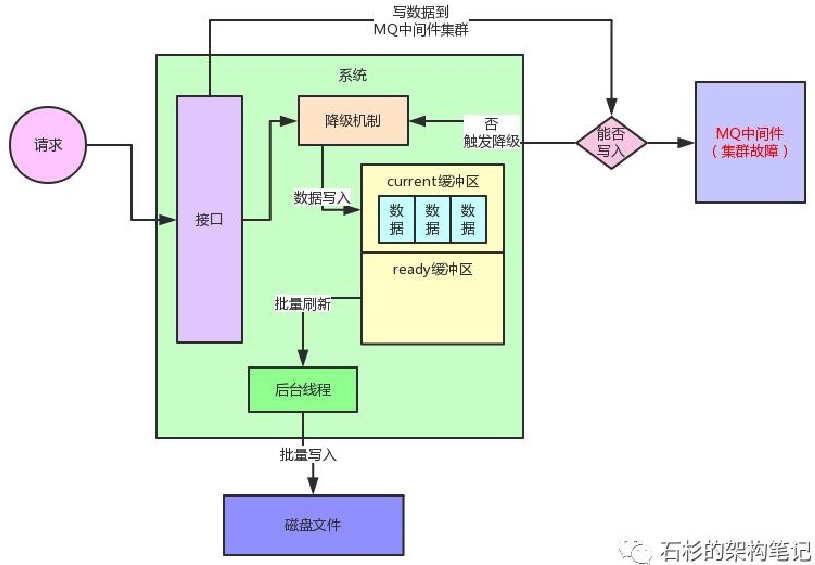 写数据到
MQ中间件集群
系统
请求
接口
降级机制
否
触发降级
能否
写入
MQ中间件
（集群故障）
数据写入
current缓冲区
数据
数据
数据
ready缓冲区
批量刷新
后台线程
批量写入
磁盘文件
石杉的架构笔记